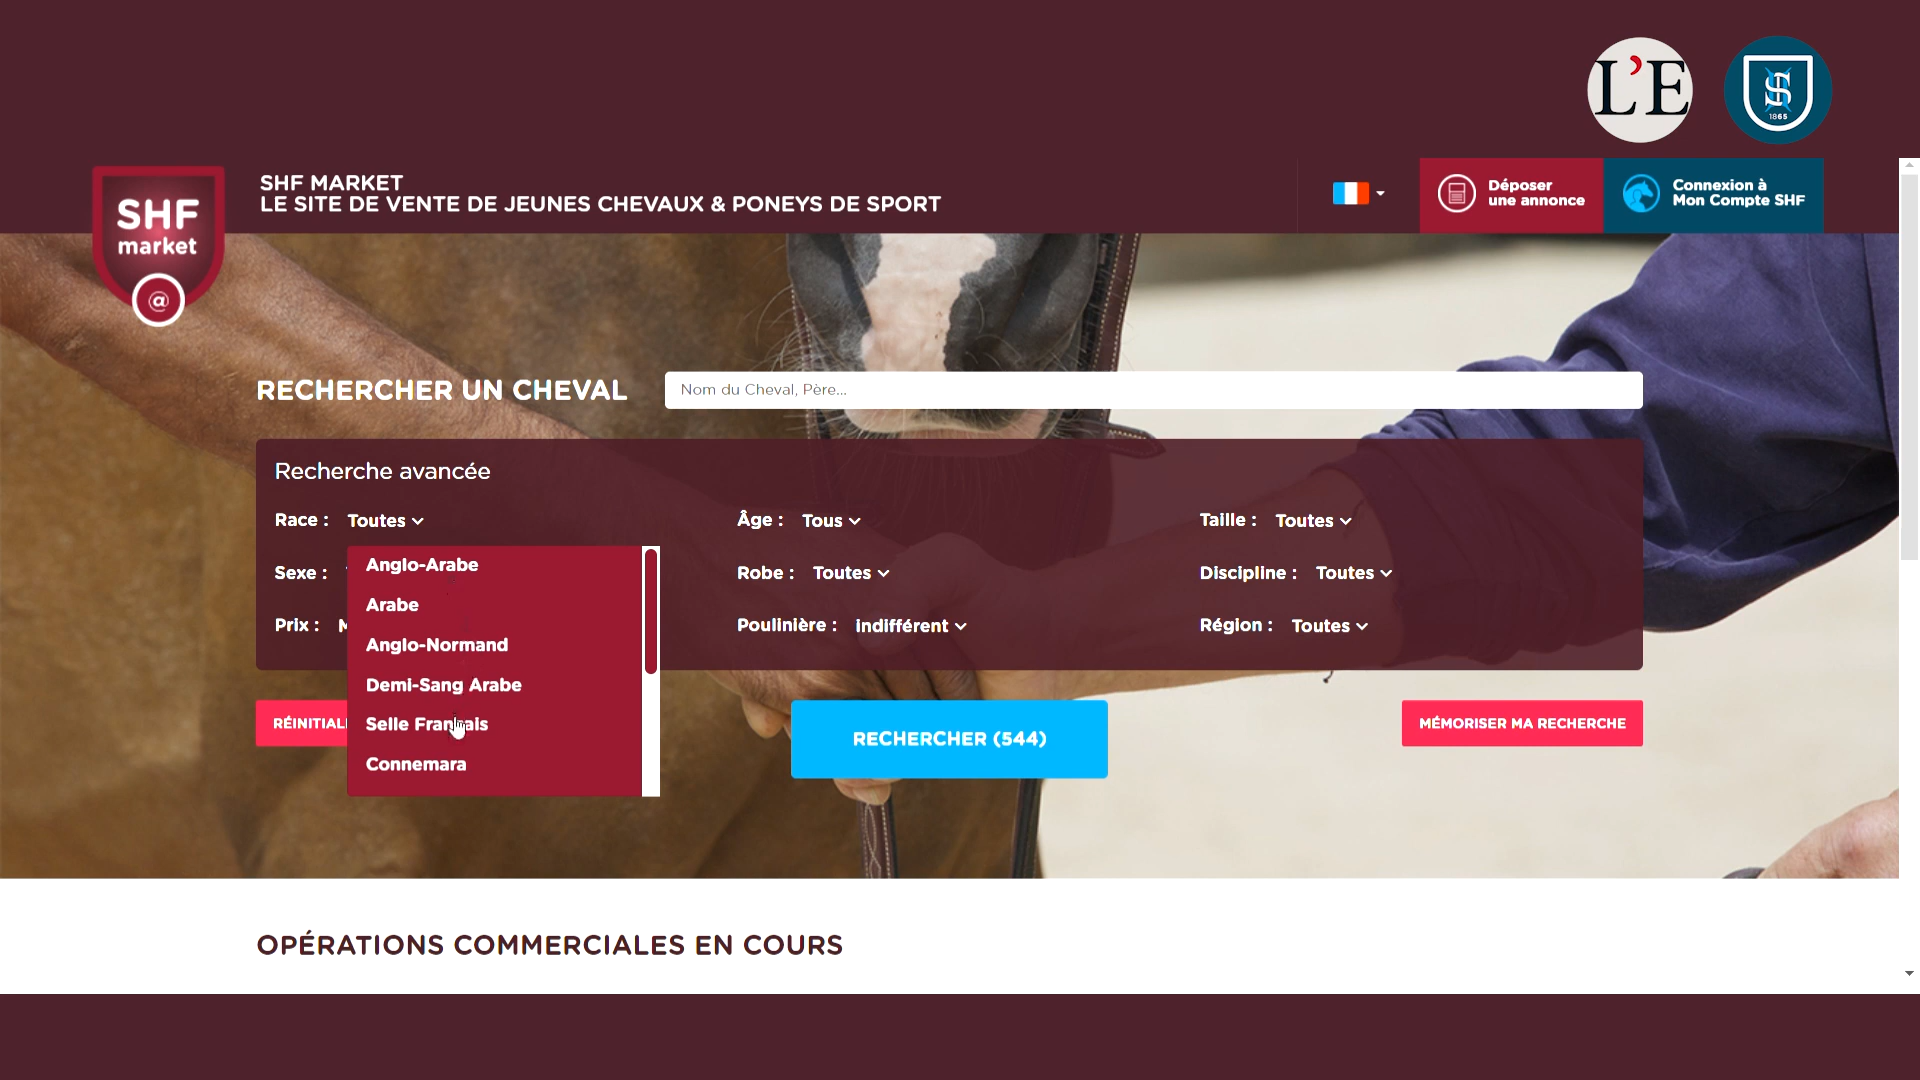 L'E
S
1865
SHF
market
@
SHF MARKET
LE SITE DE VENTE DE JEUNES CHEVAUX & PONEYS DE SPORT
Déposer
une annonce
Connexion à
Mon Compte SHF
RECHERCHER UN CHEVAL
Nom du Cheval, Père...
Recherche avancée
Race : Toutes
Âge : Tous
Taille : Toutes
Sexe :
Robe : Toutes
Discipline : Toutes
Prix : M
Poulinière : indifférent
Région : Toutes
Anglo-Arabe
Arabe
Anglo-Normand
Demi-Sang Arabe
Selle Français
Connemara
RÉINITIAL
RECHERCHER (544)
MÉMORISER MA RECHERCHE
OPÉRATIONS COMMERCIALES EN COURS